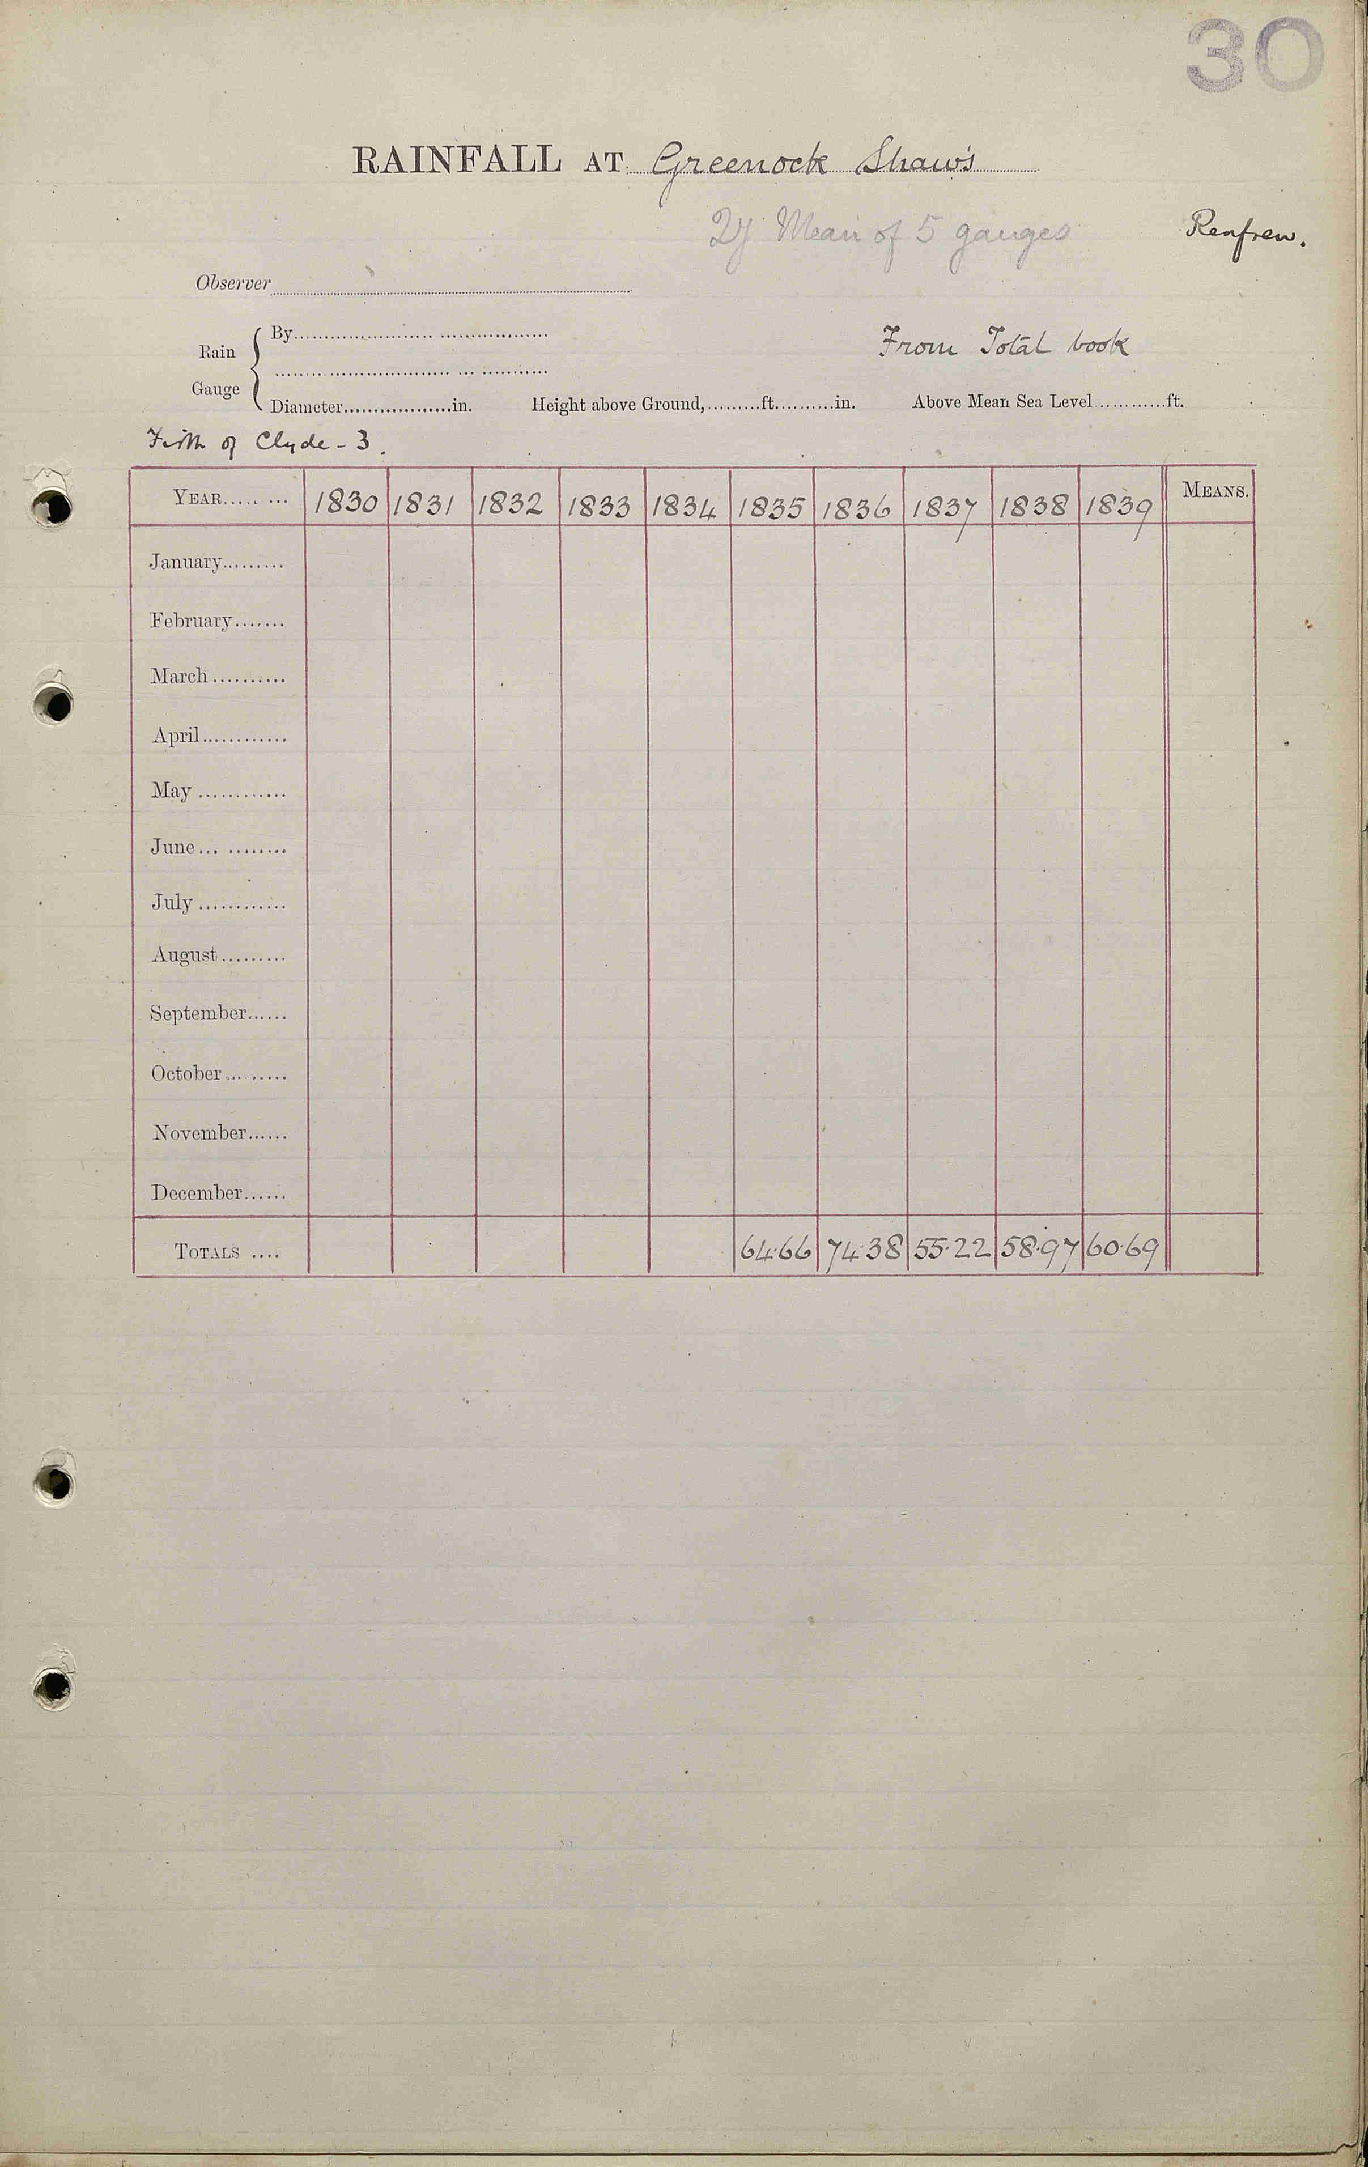 30
RAINFALL AT Greenock Shaws
Mean of 5 gauges
Renfrew.
Observer
Rain Gauge { By
From Total book
Diameter in. Height above Ground, ft. in. Above Mean Sea Level ft.
Firth of Clyde - 3.
YEAR 1830 1831 1832 1833 1834 1835 1836 1837 1838 1839 MEANS.
January
February
March
April
May
June
July
August
September
October
November
December
TOTALS 64.66 74.38 55.22 58.97 60.69